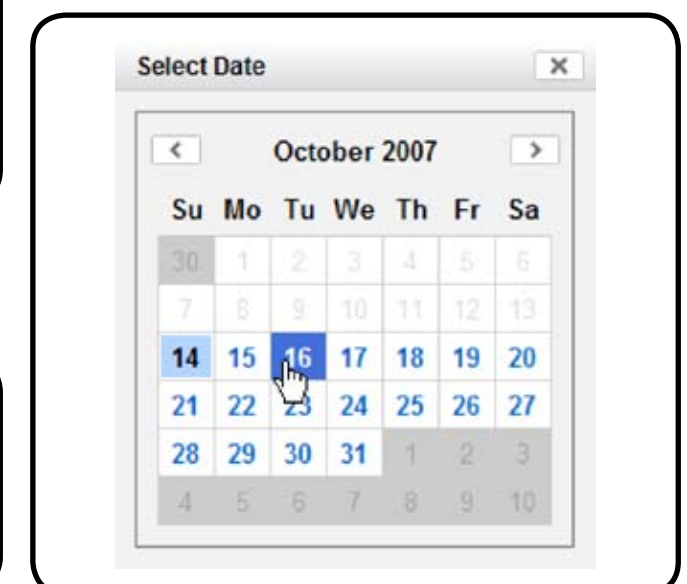 Select Date
October 2007
Su Mo Tu We Th Fr Sa
30 1 2 3 4 5 6
7 8 9 10 11 12 13
14 15 16 17 18 19 20
21 22 23 24 25 26 27
28 29 30 31 1 2 3
4 5 6 7 8 9 10